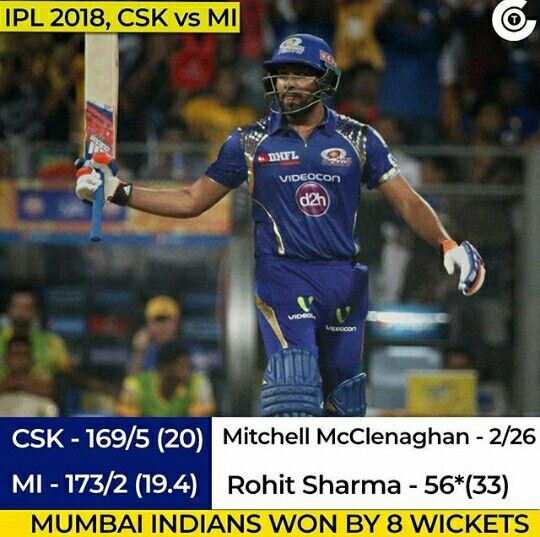 IPL 2018, CSK vs MI
DHFL
VIDEOCON
d2h
VIDEOCON
CSK - 169/5 (20)
Mitchell McClenaghan - 2/26
MI - 173/2 (19.4)
Rohit Sharma - 56*(33)
MUMBAI INDIANS WON BY 8 WICKETS